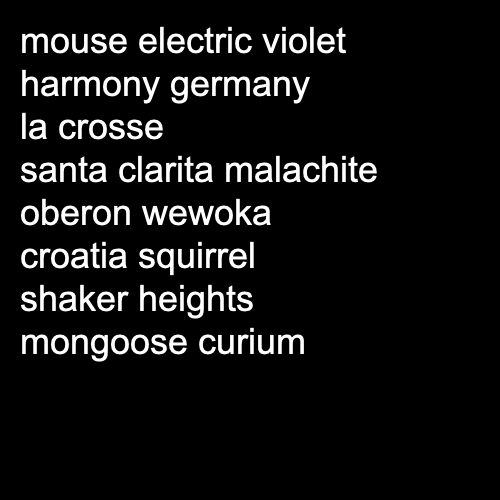 mouse electric violet
harmony germany
la crosse
santa clarita malachite
oberon wewoka
croatia squirrel
shaker heights
mongoose curium